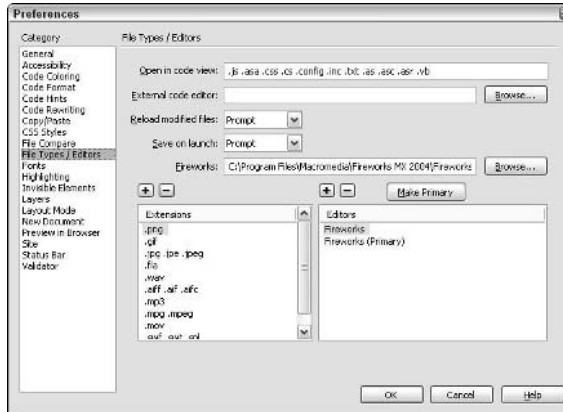 Preferences
Category
General
Accessibility
Code Coloring
Code Format
Code Hints
Code Rewriting
Copy/Paste
CSS Styles
File Compare
File Types / Editors
Fonts
Highlighting
Invisible Elements
Layers
Layout Mode
New Document
Preview in Browser
Site
Status Bar
Validator
File Types / Editors
Open in code view: .js .asa .css .cs .config .inc .txt .as .asc .asr .vb
External code editor: Browse...
Reload modified files: Prompt
Save on launch: Prompt
Fireworks: C:\Program Files\Macromedia\Fireworks MX 2004\Fireworks Browse...
Make Primary
Extensions
.png
.gif
.jpg .jpe .jpeg
.fla
.wav
.aiff .aif .aifc
.mp3
.mpg .mpeg
.mov
Editors
Fireworks
Fireworks (Primary)
OK Cancel Help